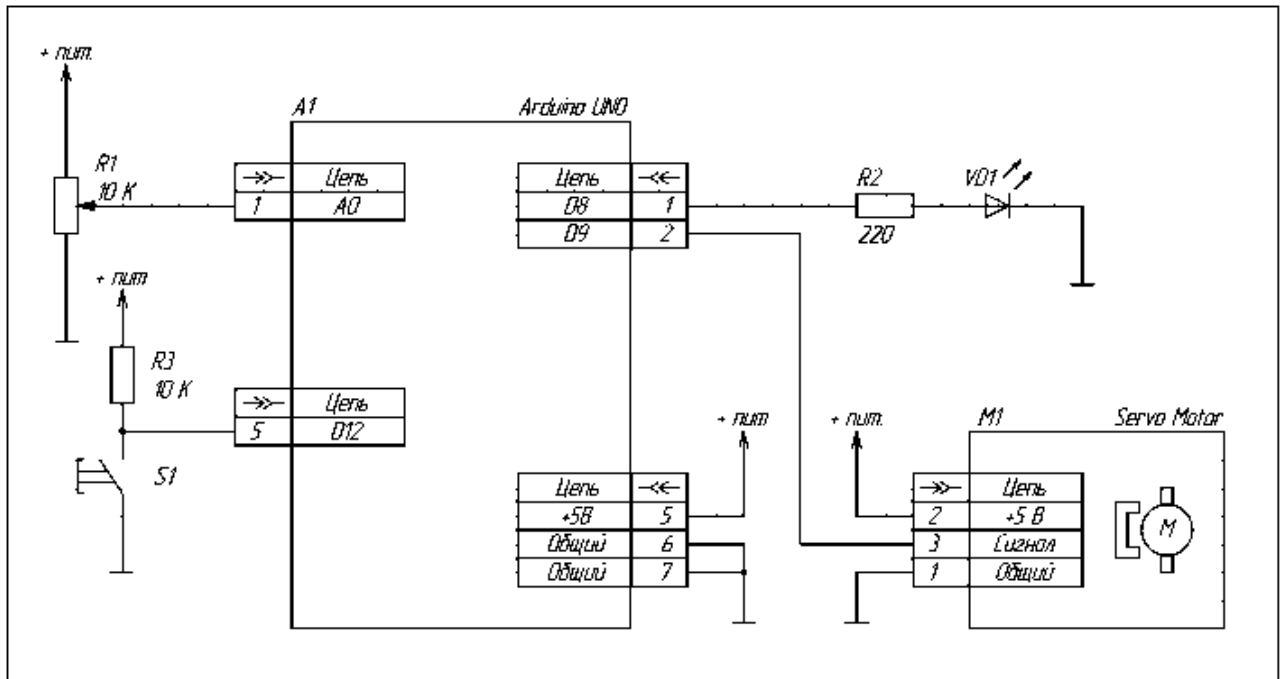 + пит.
R1
10 К
+ пит
R3
10 К
S1
A1 Arduino UNO
Цепь
1 A0
Цепь
5 D12
Цепь
D8 1
D9 2
Цепь
+5В 5
Общий 6
Общий 7
R2
220
VD1
+ пит
+ пит.
M1 Servo Motor
Цепь
2 +5 В
3 Сигнал
1 Общий
М